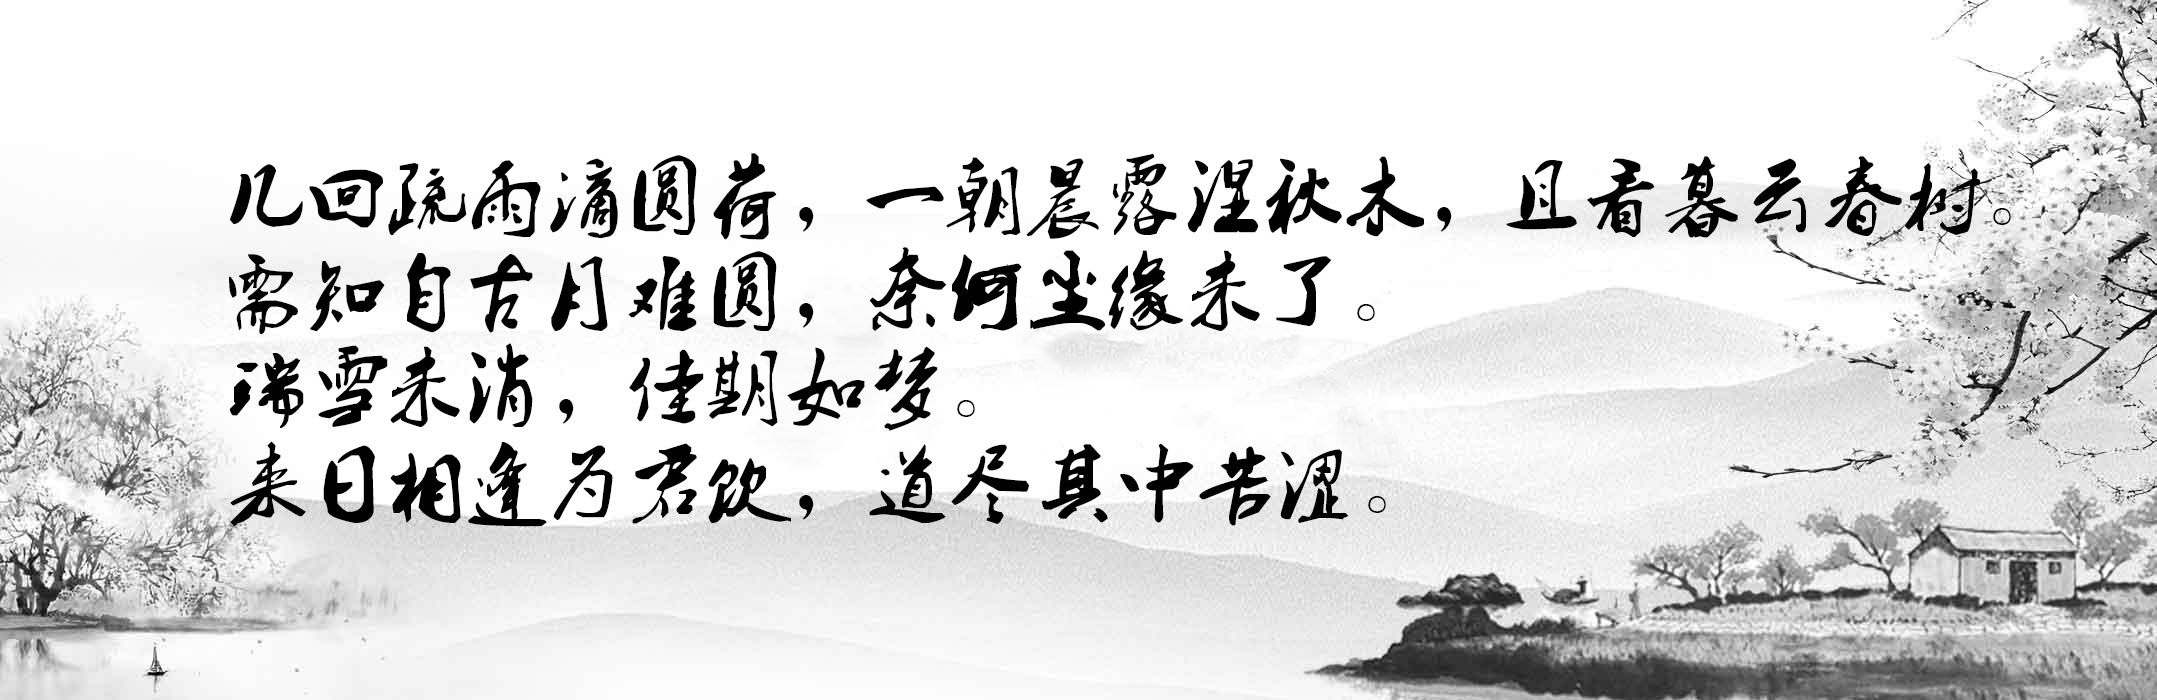 几回疏雨滴圆荷，一朝晨露涅秋木，且看暮云春树。
需知自古月难圆，奈何尘缘未了。
瑞雪未消，佳期如梦。
来日相逢为君饮，道尽其中苦涩。